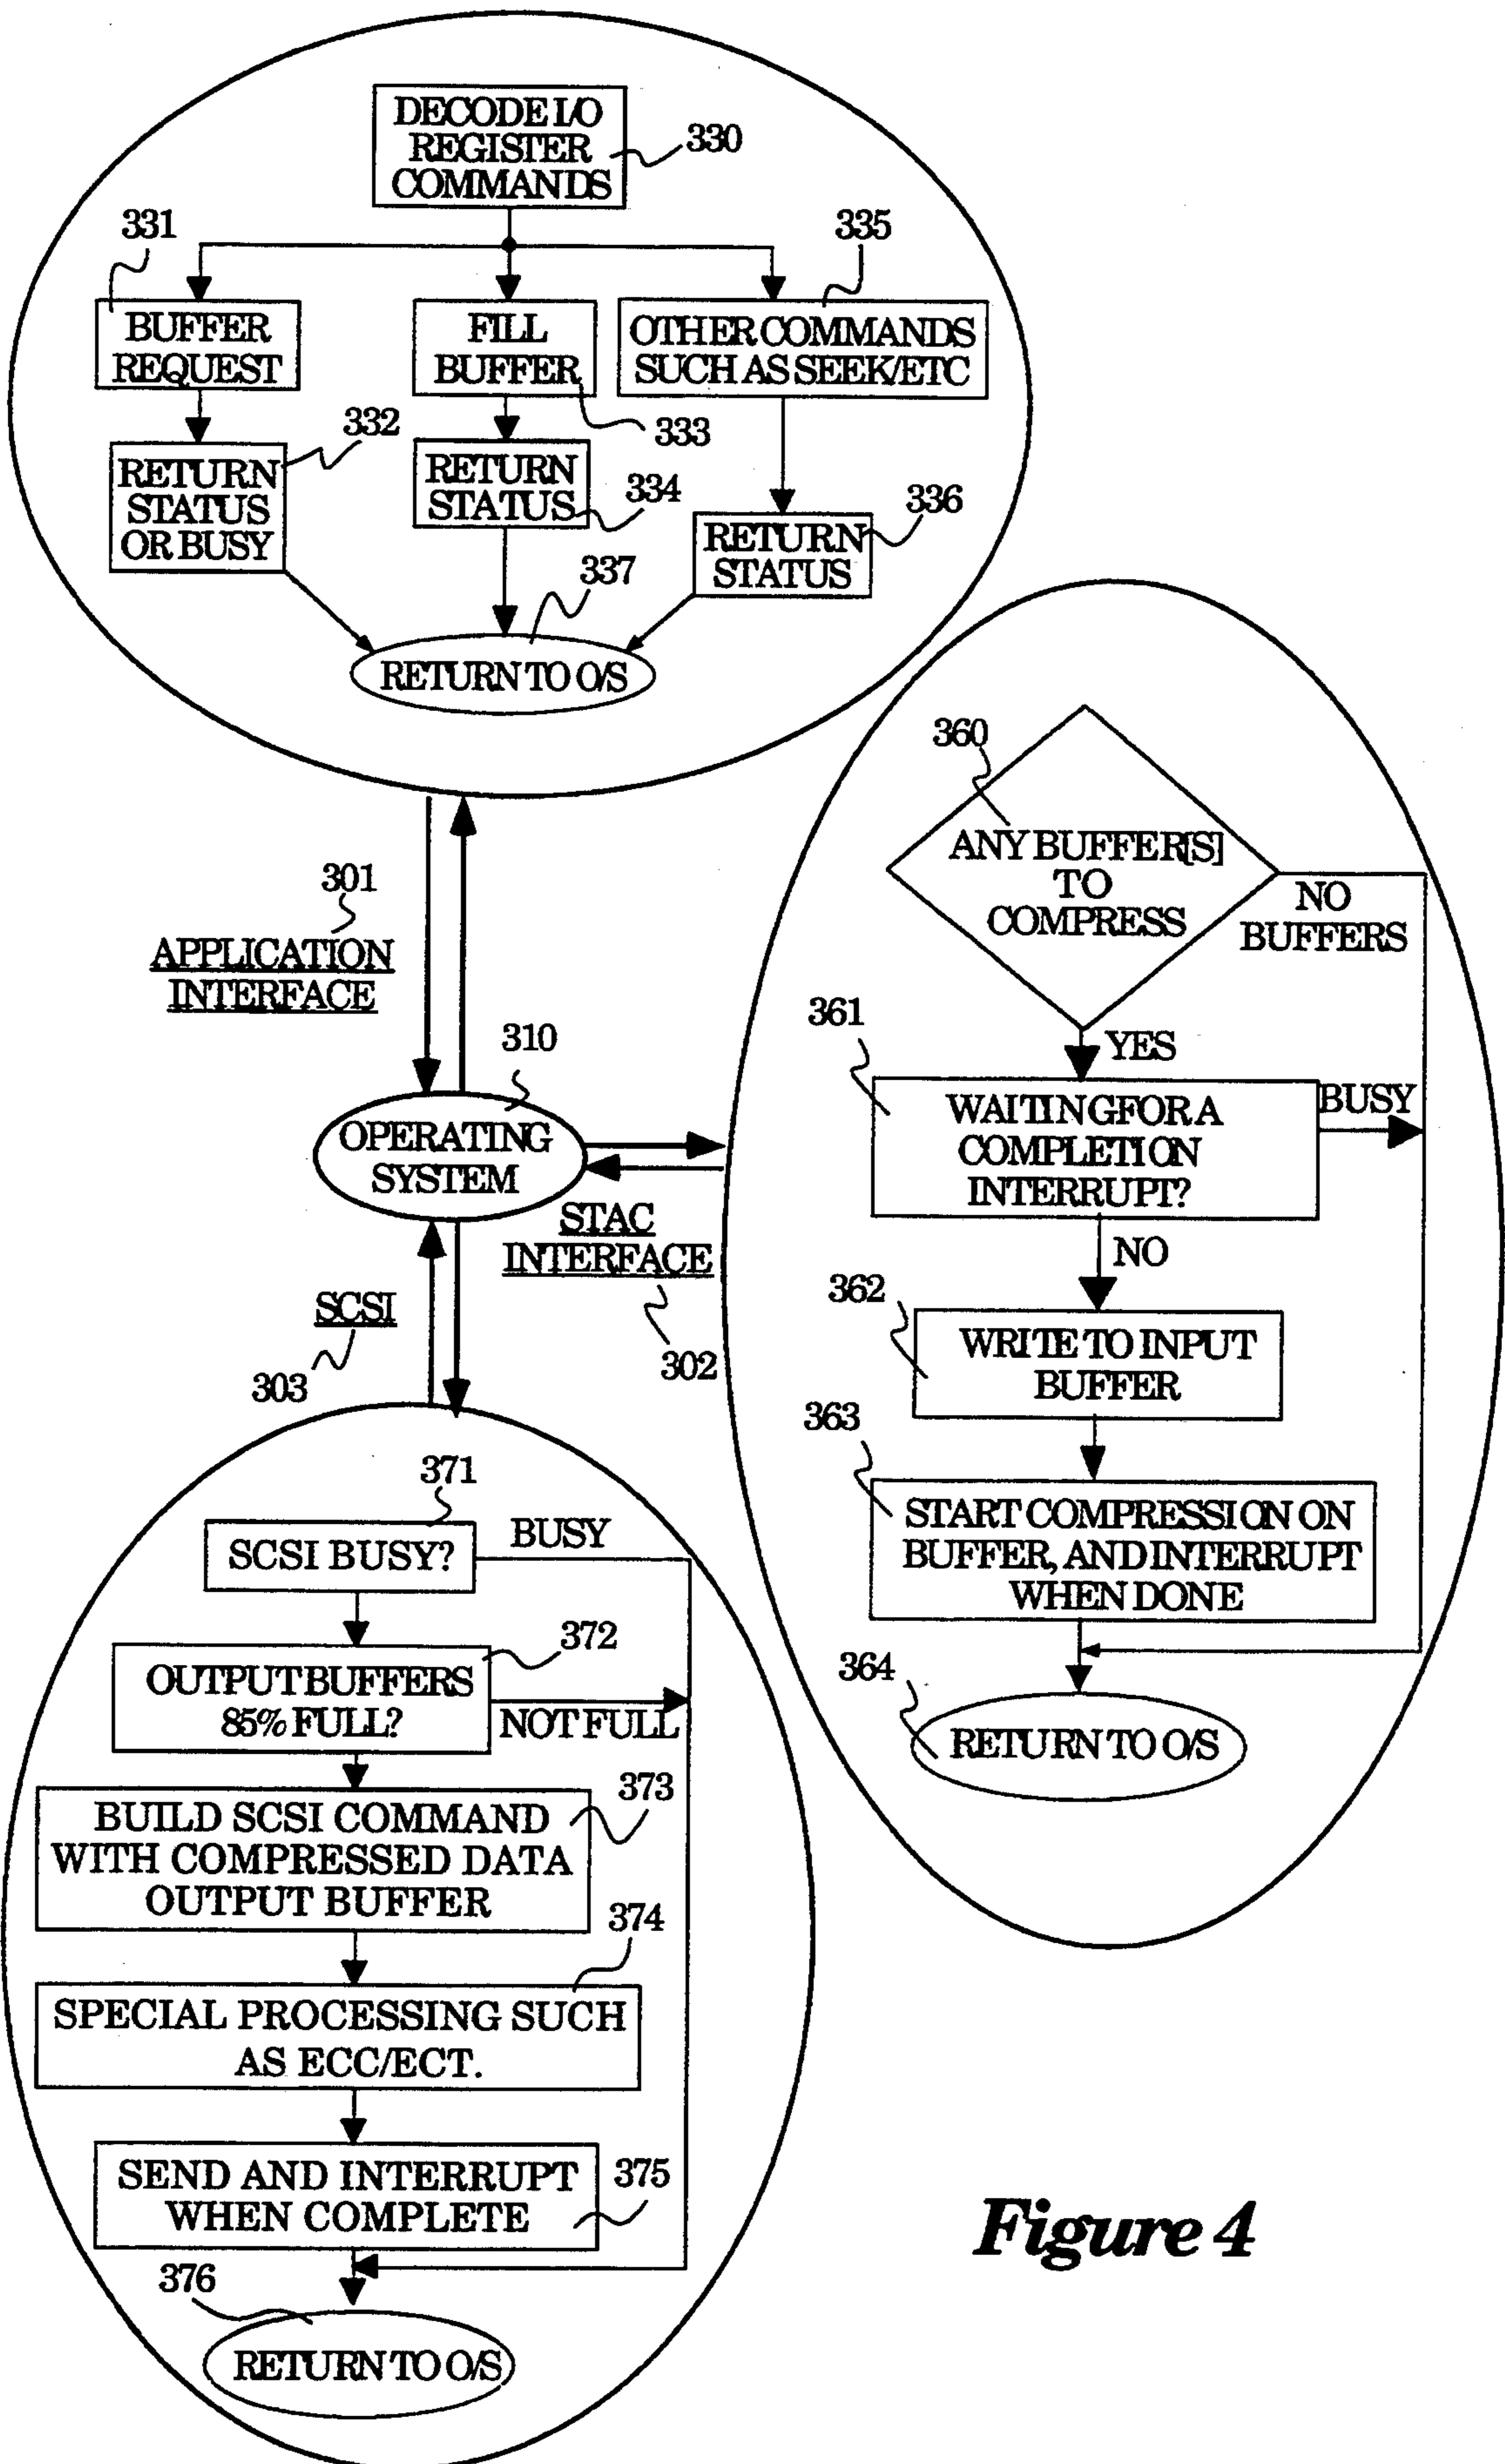 DECODE I/O
REGISTER
COMMANDS
330
331
335
BUFFER
REQUEST
FILL
BUFFER
OTHER COMMANDS
SUCH AS SEEK/ETC
332
333
RETURN
STATUS
OR BUSY
RETURN
STATUS
334
336
RETURN
STATUS
337
RETURN TO O/S
301
APPLICATION
INTERFACE
310
OPERATING
SYSTEM
STAC
INTERFACE
302
SCSI
303
360
ANY BUFFER[S]
TO
COMPRESS
NO
BUFFERS
361
YES
WAITING FOR A
COMPLETION
INTERRUPT?
BUSY
NO
362
WRITE TO INPUT
BUFFER
363
START COMPRESSION ON
BUFFER, AND INTERRUPT
WHEN DONE
364
RETURN TO O/S
371
SCSI BUSY?
BUSY
372
OUTPUT BUFFERS
85% FULL?
NOT FULL
373
BUILD SCSI COMMAND
WITH COMPRESSED DATA
OUTPUT BUFFER
374
SPECIAL PROCESSING SUCH
AS ECC/ECT.
375
SEND AND INTERRUPT
WHEN COMPLETE
376
RETURN TO O/S
Figure 4